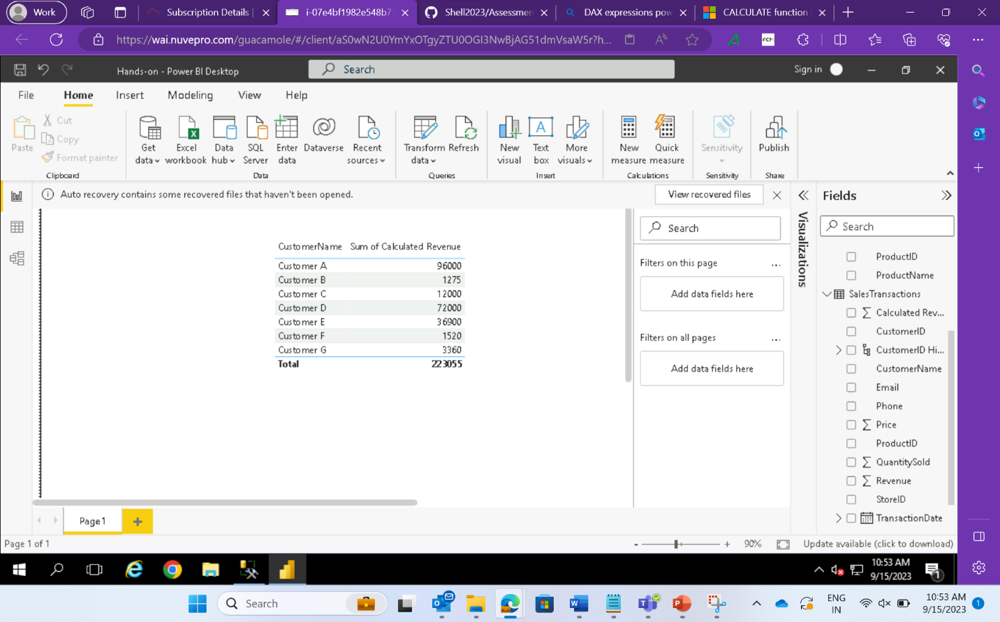 Work
Subscription Details |
i-07e4bf1982e548b77
Shell2023/Assessmen
DAX expressions pow
CALCULATE function
https://wai.nuvepro.com/guacamole/#/client/aS0wN2U0YmYxOTgyZTU0OGI3NwBjAG51dmVsaW5r?h...
FCM
Hands-on - Power BI Desktop
Search
Sign in
File
Home
Insert
Modeling
View
Help
Paste
Cut
Copy
Format painter
Clipboard
Get data
Excel workbook
Data hub
SQL Server
Enter data
Dataverse
Recent sources
Data
Transform data
Refresh
Queries
New visual
Text box
More visuals
Insert
New measure
Quick measure
Calculations
Sensitivity
Sensitivity
Publish
Share
Auto recovery contains some recovered files that haven't been opened.
View recovered files
CustomerName Sum of Calculated Revenue
Customer A 96000
Customer B 1275
Customer C 12000
Customer D 72000
Customer E 36900
Customer F 1520
Customer G 3360
Total 223055
Search
Filters on this page
...
Add data fields here
Filters on all pages
...
Add data fields here
Visualizations
Fields
Search
ProductID
ProductName
SalesTransactions
Calculated Rev...
CustomerID
CustomerID Hi...
CustomerName
Email
Phone
Price
ProductID
QuantitySold
Revenue
StoreID
TransactionDate
Page 1
Page 1 of 1
- + 90%
Update available (click to download)
10:53 AM
9/15/2023
1
Search
ENG
IN
10:53 AM
9/15/2023
1